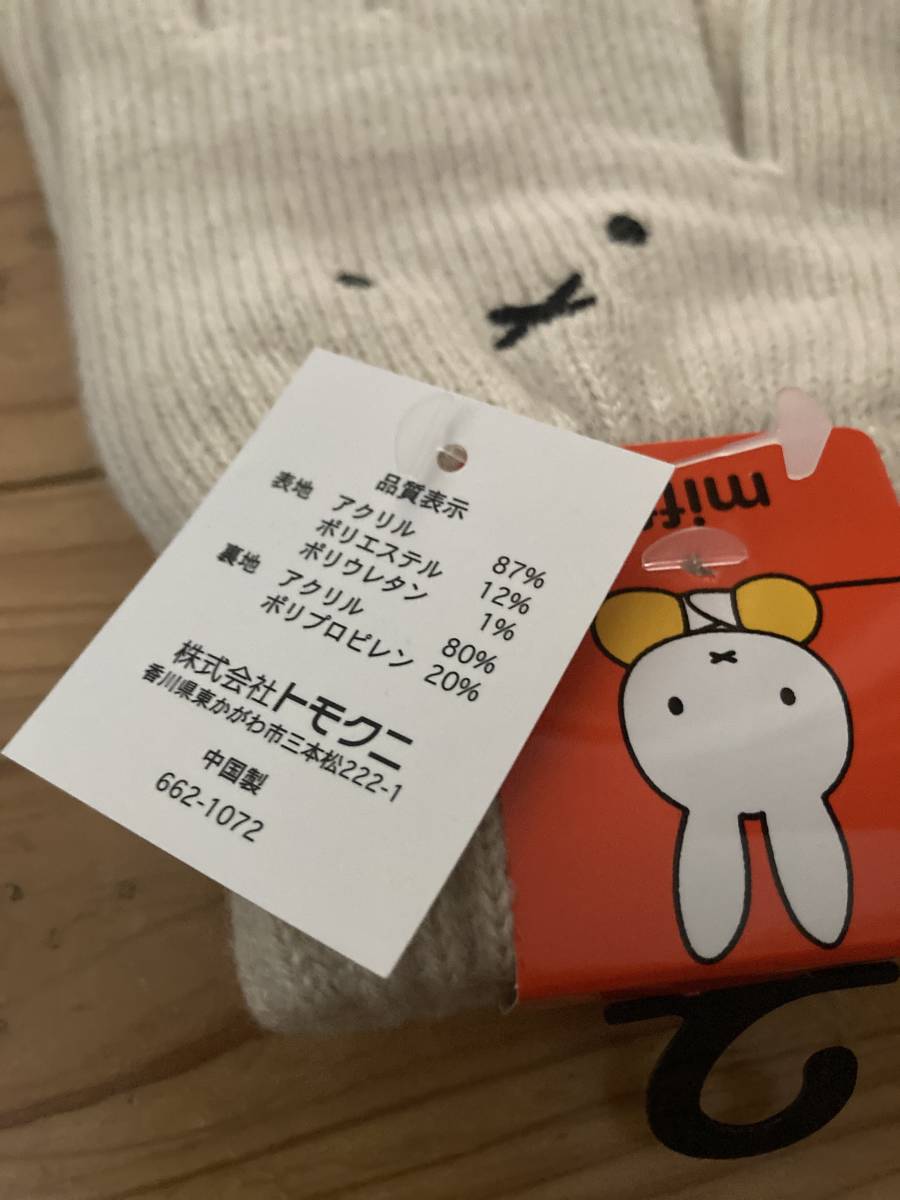 品質表示
表地 アクリル 87%
ポリエステル 12%
ポリウレタン 1%
裏地 アクリル 80%
ポリプロピレン 20%
株式会社トモクニ
香川県東かがわ市三本松222-1
中国製
662-1072